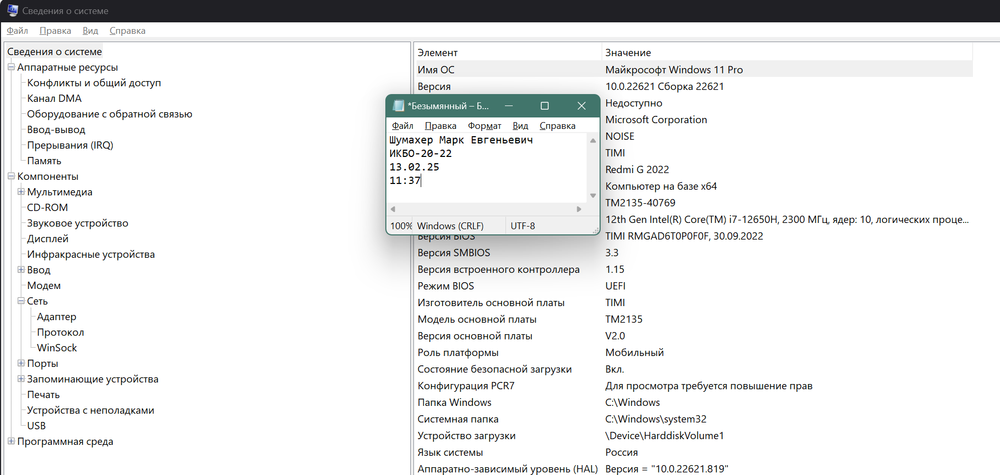 Сведения о системе
Файл Правка Вид Справка
Сведения о системе
Аппаратные ресурсы
Конфликты и общий доступ
Канал DMA
Оборудование с обратной связью
Ввод-вывод
Прерывания (IRQ)
Память
Компоненты
Мультимедиа
CD-ROM
Звуковое устройство
Дисплей
Инфракрасные устройства
Ввод
Модем
Сеть
Адаптер
Протокол
WinSock
Порты
Запоминающие устройства
Печать
Устройства с неполадками
USB
Программная среда
Элемент Значение
Имя ОС Майкрософт Windows 11 Pro
Версия 10.0.22621 Сборка 22621
Недоступно
Microsoft Corporation
NOISE
TIMI
Redmi G 2022
Компьютер на базе x64
TM2135-40769
12th Gen Intel(R) Core(TM) i7-12650H, 2300 МГц, ядер: 10, логических проце...
Версия BIOS TIMI RMGAD6T0P0F0F, 30.09.2022
Версия SMBIOS 3.3
Версия встроенного контроллера 1.15
Режим BIOS UEFI
Изготовитель основной платы TIMI
Модель основной платы TM2135
Версия основной платы V2.0
Роль платформы Мобильный
Состояние безопасной загрузки Вкл.
Конфигурация PCR7 Для просмотра требуется повышение прав
Папка Windows C:\Windows
Системная папка C:\Windows\system32
Устройство загрузки \Device\HarddiskVolume1
Язык системы Россия
Аппаратно-зависимый уровень (HAL) Версия = "10.0.22621.819"
*Безымянный – Б...
Файл Правка Формат Вид Справка
Шумахер Марк Евгеньевич
ИКБО-20-22
13.02.25
11:37
100% Windows (CRLF) UTF-8